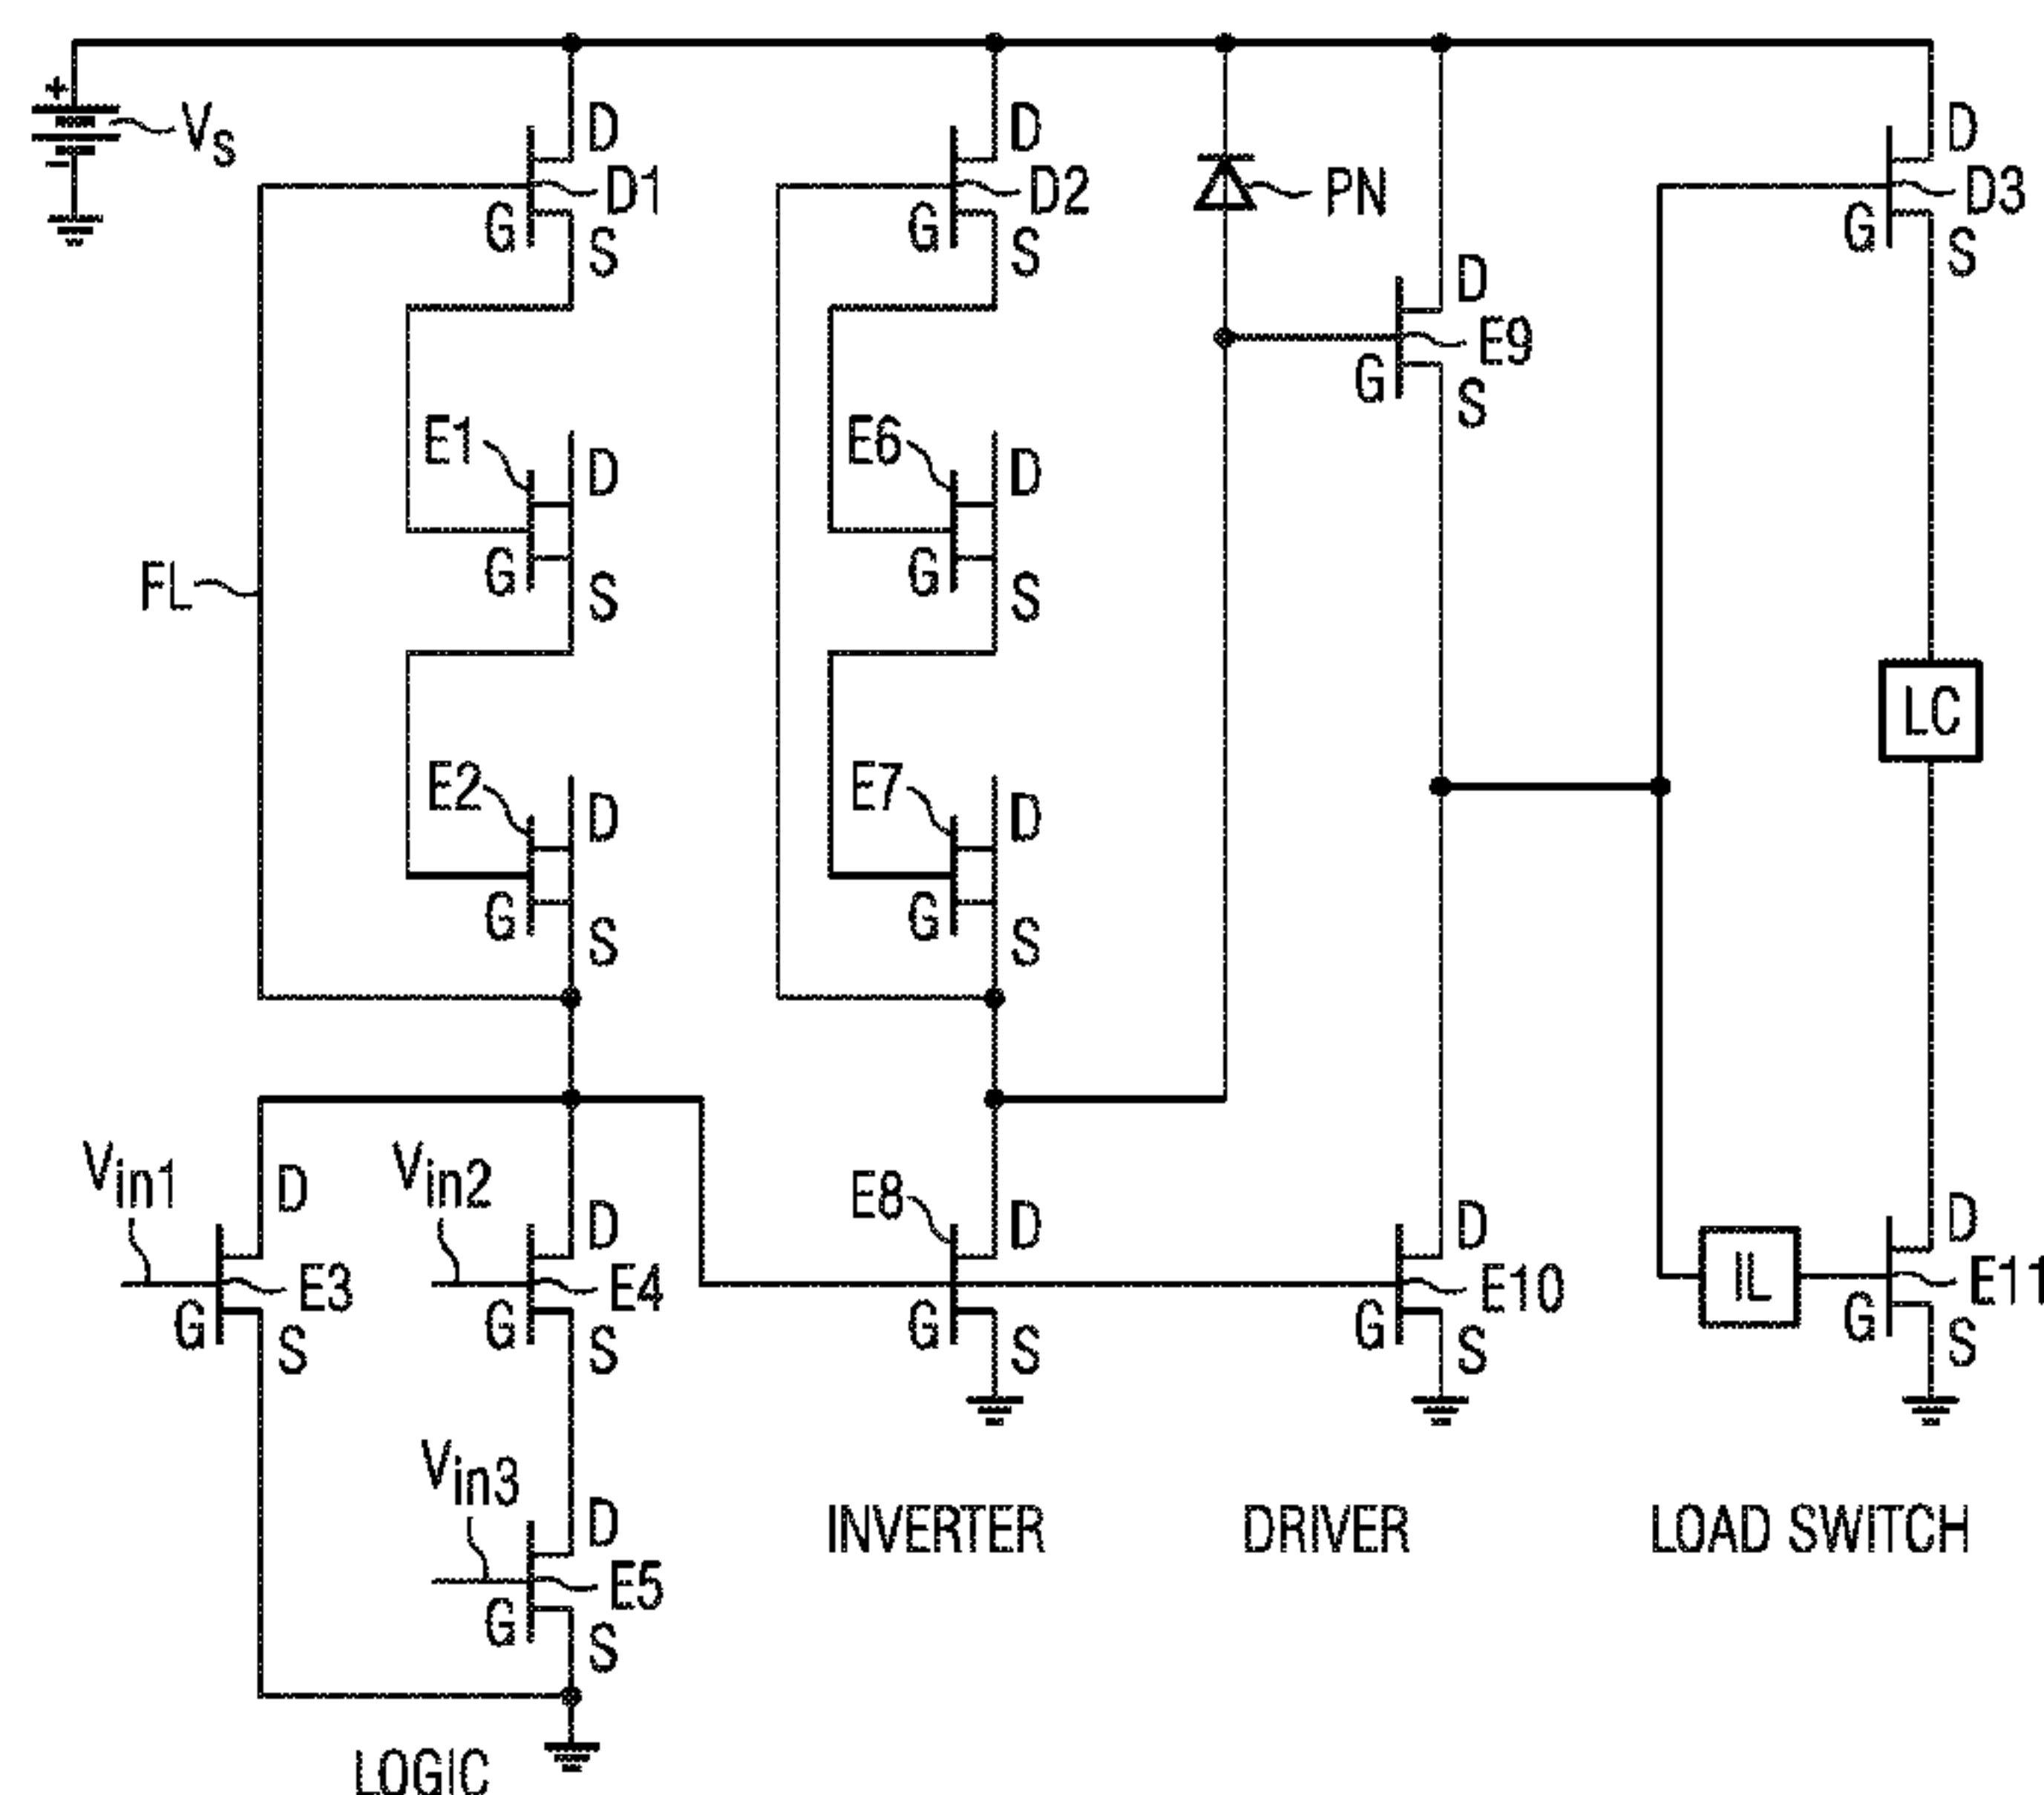 +
VS
-
D
D1
G
S
D
D2
G
S
PN
D
E9
G
S
D
D3
G
S
E1
D
G
S
E6
D
G
S
FL
LC
E2
D
G
S
E7
D
G
S
Vin1
D
E3
G
S
Vin2
D
E4
G
S
E8
D
G
S
D
E10
G
S
IL
D
E11
G
S
Vin3
D
E5
G
S
INVERTER
DRIVER
LOAD SWITCH
LOGIC